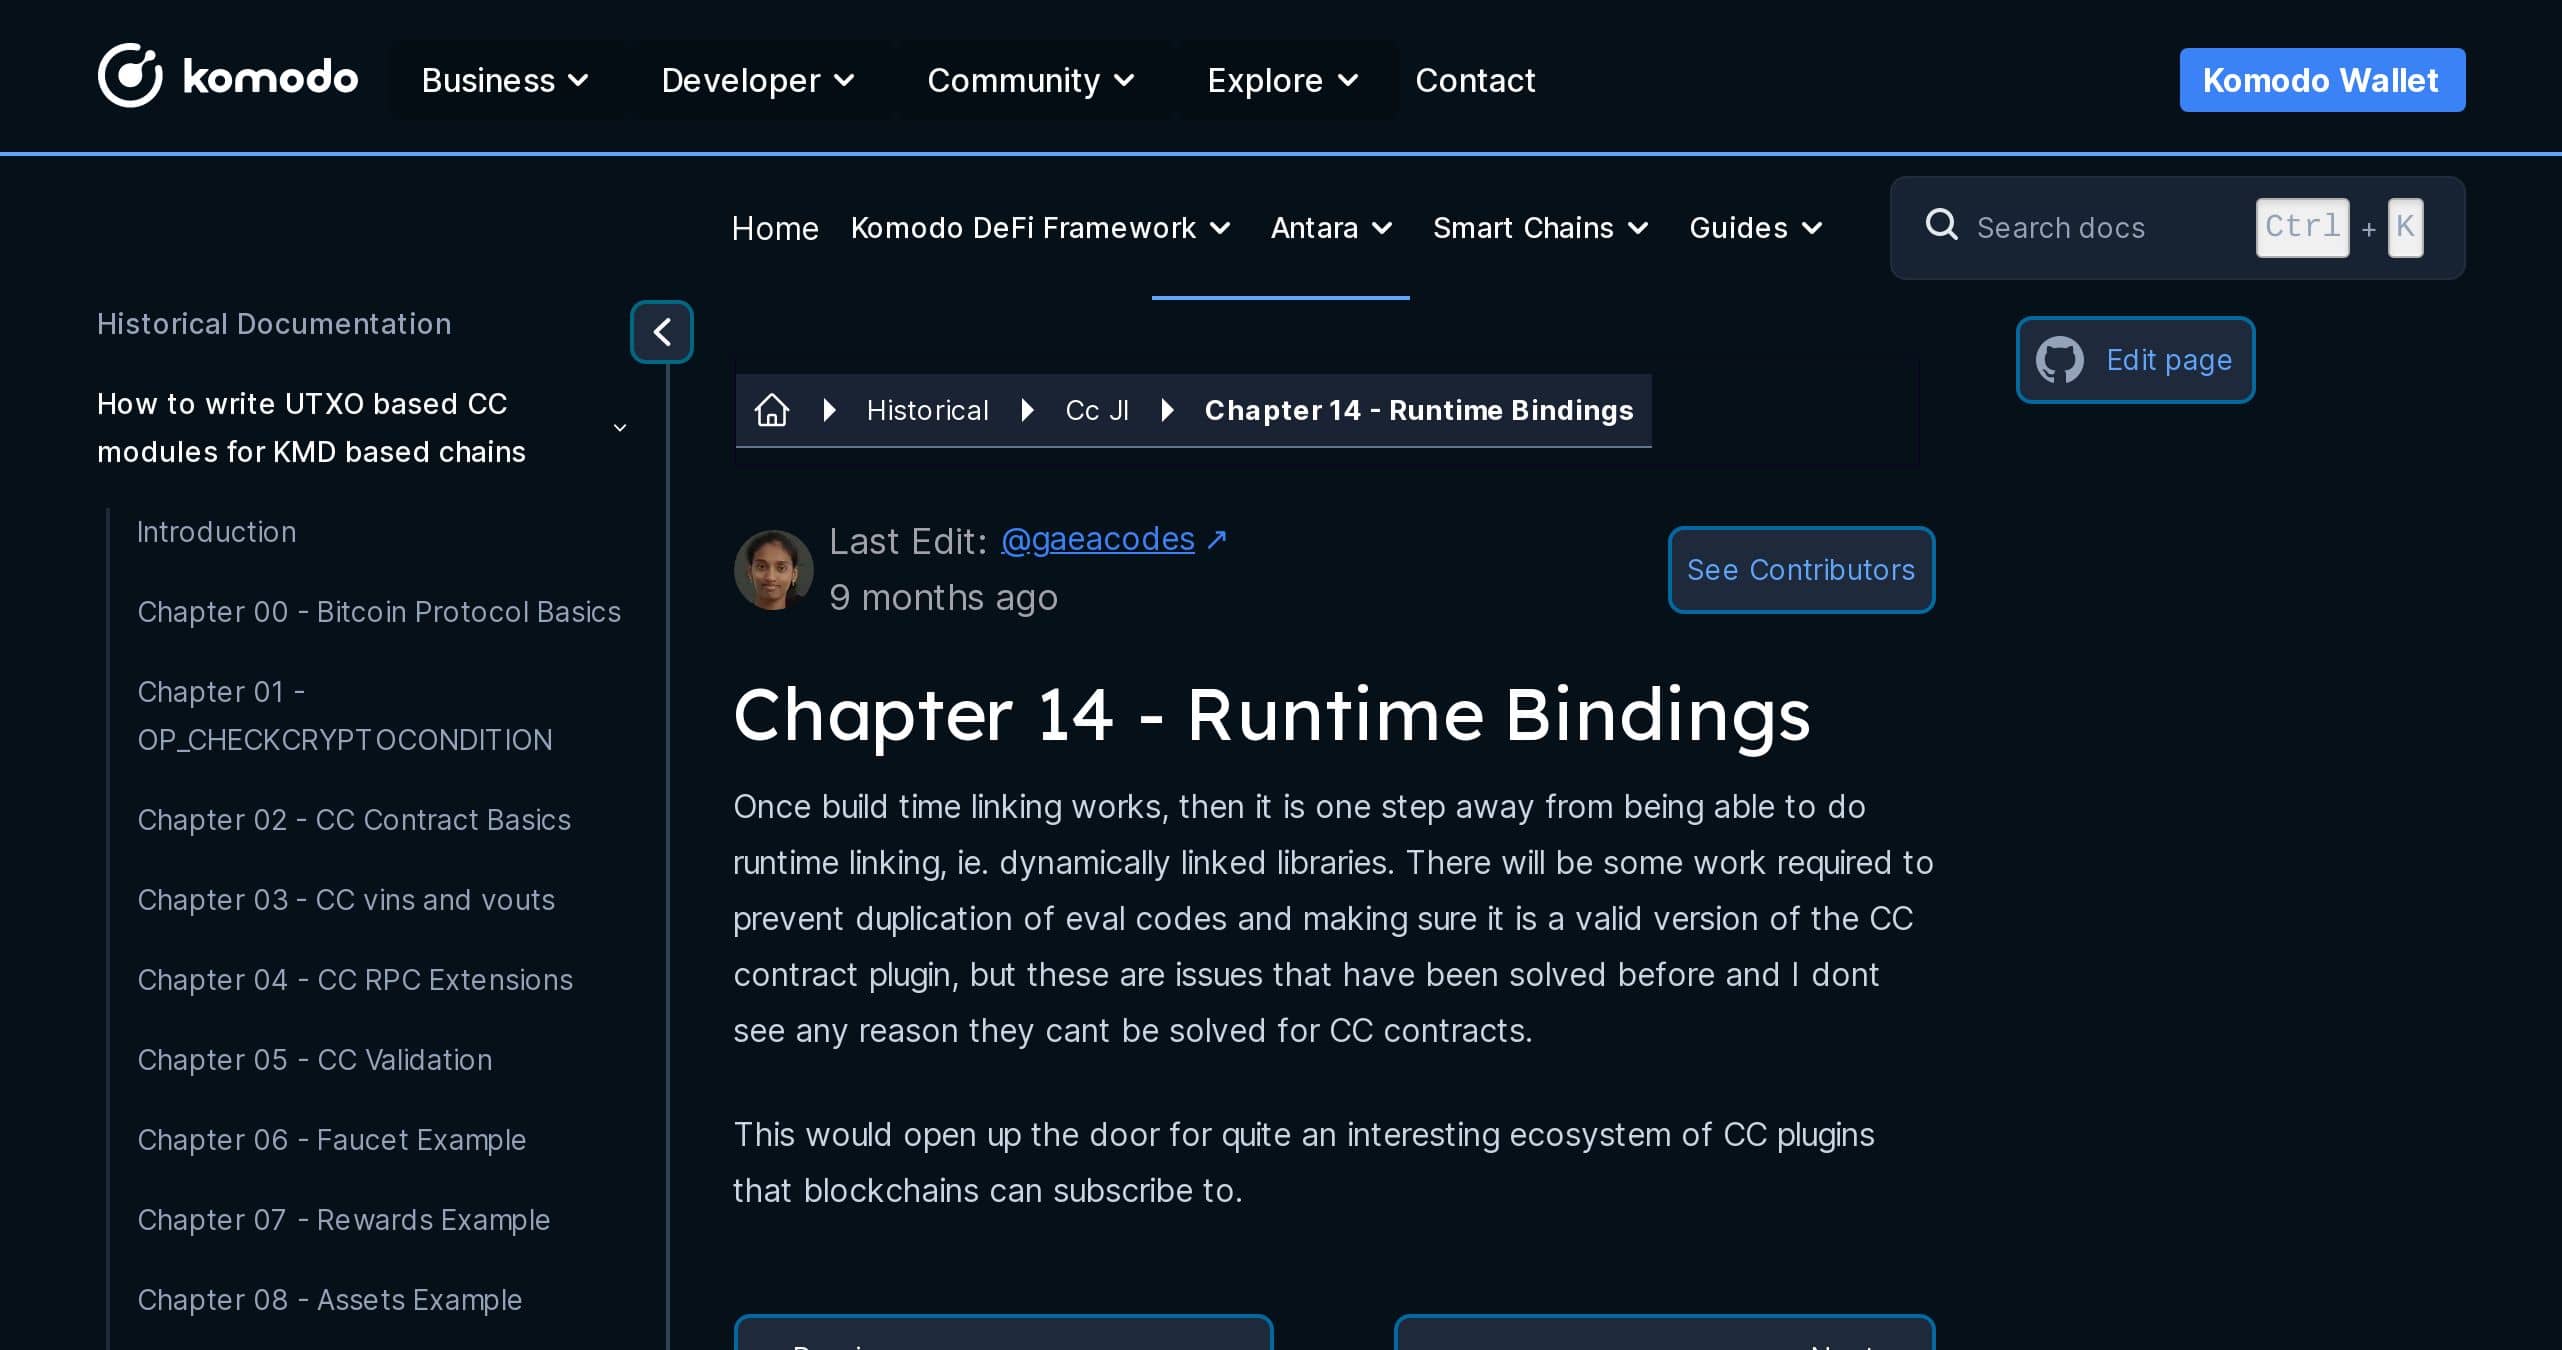 komodo
Business
Developer
Community
Explore
Contact
Komodo Wallet
Home
Komodo DeFi Framework
Antara
Smart Chains
Guides
Search docs
Ctrl + K
Historical Documentation
How to write UTXO based CC
modules for KMD based chains
Introduction
Chapter 00 - Bitcoin Protocol Basics
Chapter 01 -
OP_CHECKCRYPTOCONDITION
Chapter 02 - CC Contract Basics
Chapter 03 - CC vins and vouts
Chapter 04 - CC RPC Extensions
Chapter 05 - CC Validation
Chapter 06 - Faucet Example
Chapter 07 - Rewards Example
Chapter 08 - Assets Example
Edit page
Historical
Cc Jl
Chapter 14 - Runtime Bindings
Last Edit: @gaeacodes ↗
9 months ago
See Contributors
Chapter 14 - Runtime Bindings
Once build time linking works, then it is one step away from being able to do
runtime linking, ie. dynamically linked libraries. There will be some work required to
prevent duplication of eval codes and making sure it is a valid version of the CC
contract plugin, but these are issues that have been solved before and I dont
see any reason they cant be solved for CC contracts.
This would open up the door for quite an interesting ecosystem of CC plugins
that blockchains can subscribe to.